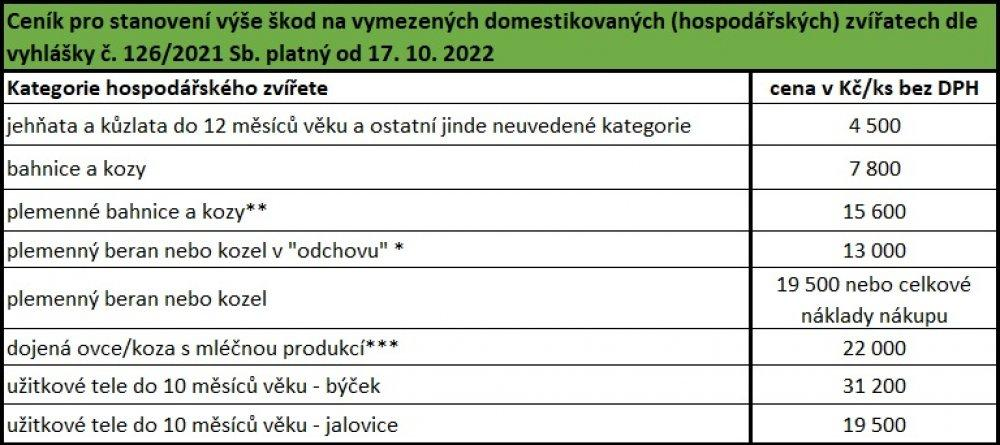 Ceník pro stanovení výše škod na vymezených domestikovaných (hospodářských) zvířatech dle
vyhlášky č. 126/2021 Sb. platný od 17. 10. 2022
Kategorie hospodářského zvířete cena v Kč/ks bez DPH
jehňata a kůzlata do 12 měsíců věku a ostatní jinde neuvedené kategorie 4 500
bahnice a kozy 7 800
plemenné bahnice a kozy** 15 600
plemenný beran nebo kozel v "odchovu" * 13 000
plemenný beran nebo kozel 19 500 nebo celkové
náklady nákupu
dojená ovce/koza s mléčnou produkcí*** 22 000
užitkové tele do 10 měsíců věku - býček 31 200
užitkové tele do 10 měsíců věku - jalovice 19 500